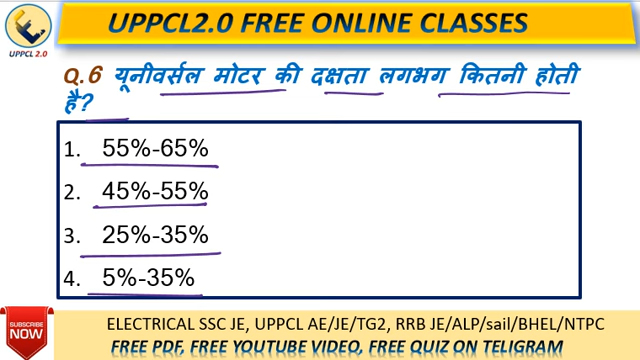 UPPCL2.0 FREE ONLINE CLASSES
UPPCL 2.0
Q.6 यूनीवर्सल मोटर की दक्षता लगभग कितनी होती
है?
1. 55%-65%
2. 45%-55%
3. 25%-35%
4. 5%-35%
SUBSCRIBE
NOW
ELECTRICAL SSC JE, UPPCL AE/JE/TG2, RRB JE/ALP/sail/BHEL/NTPC
FREE PDF, FREE YOUTUBE VIDEO, FREE QUIZ ON TELIGRAM